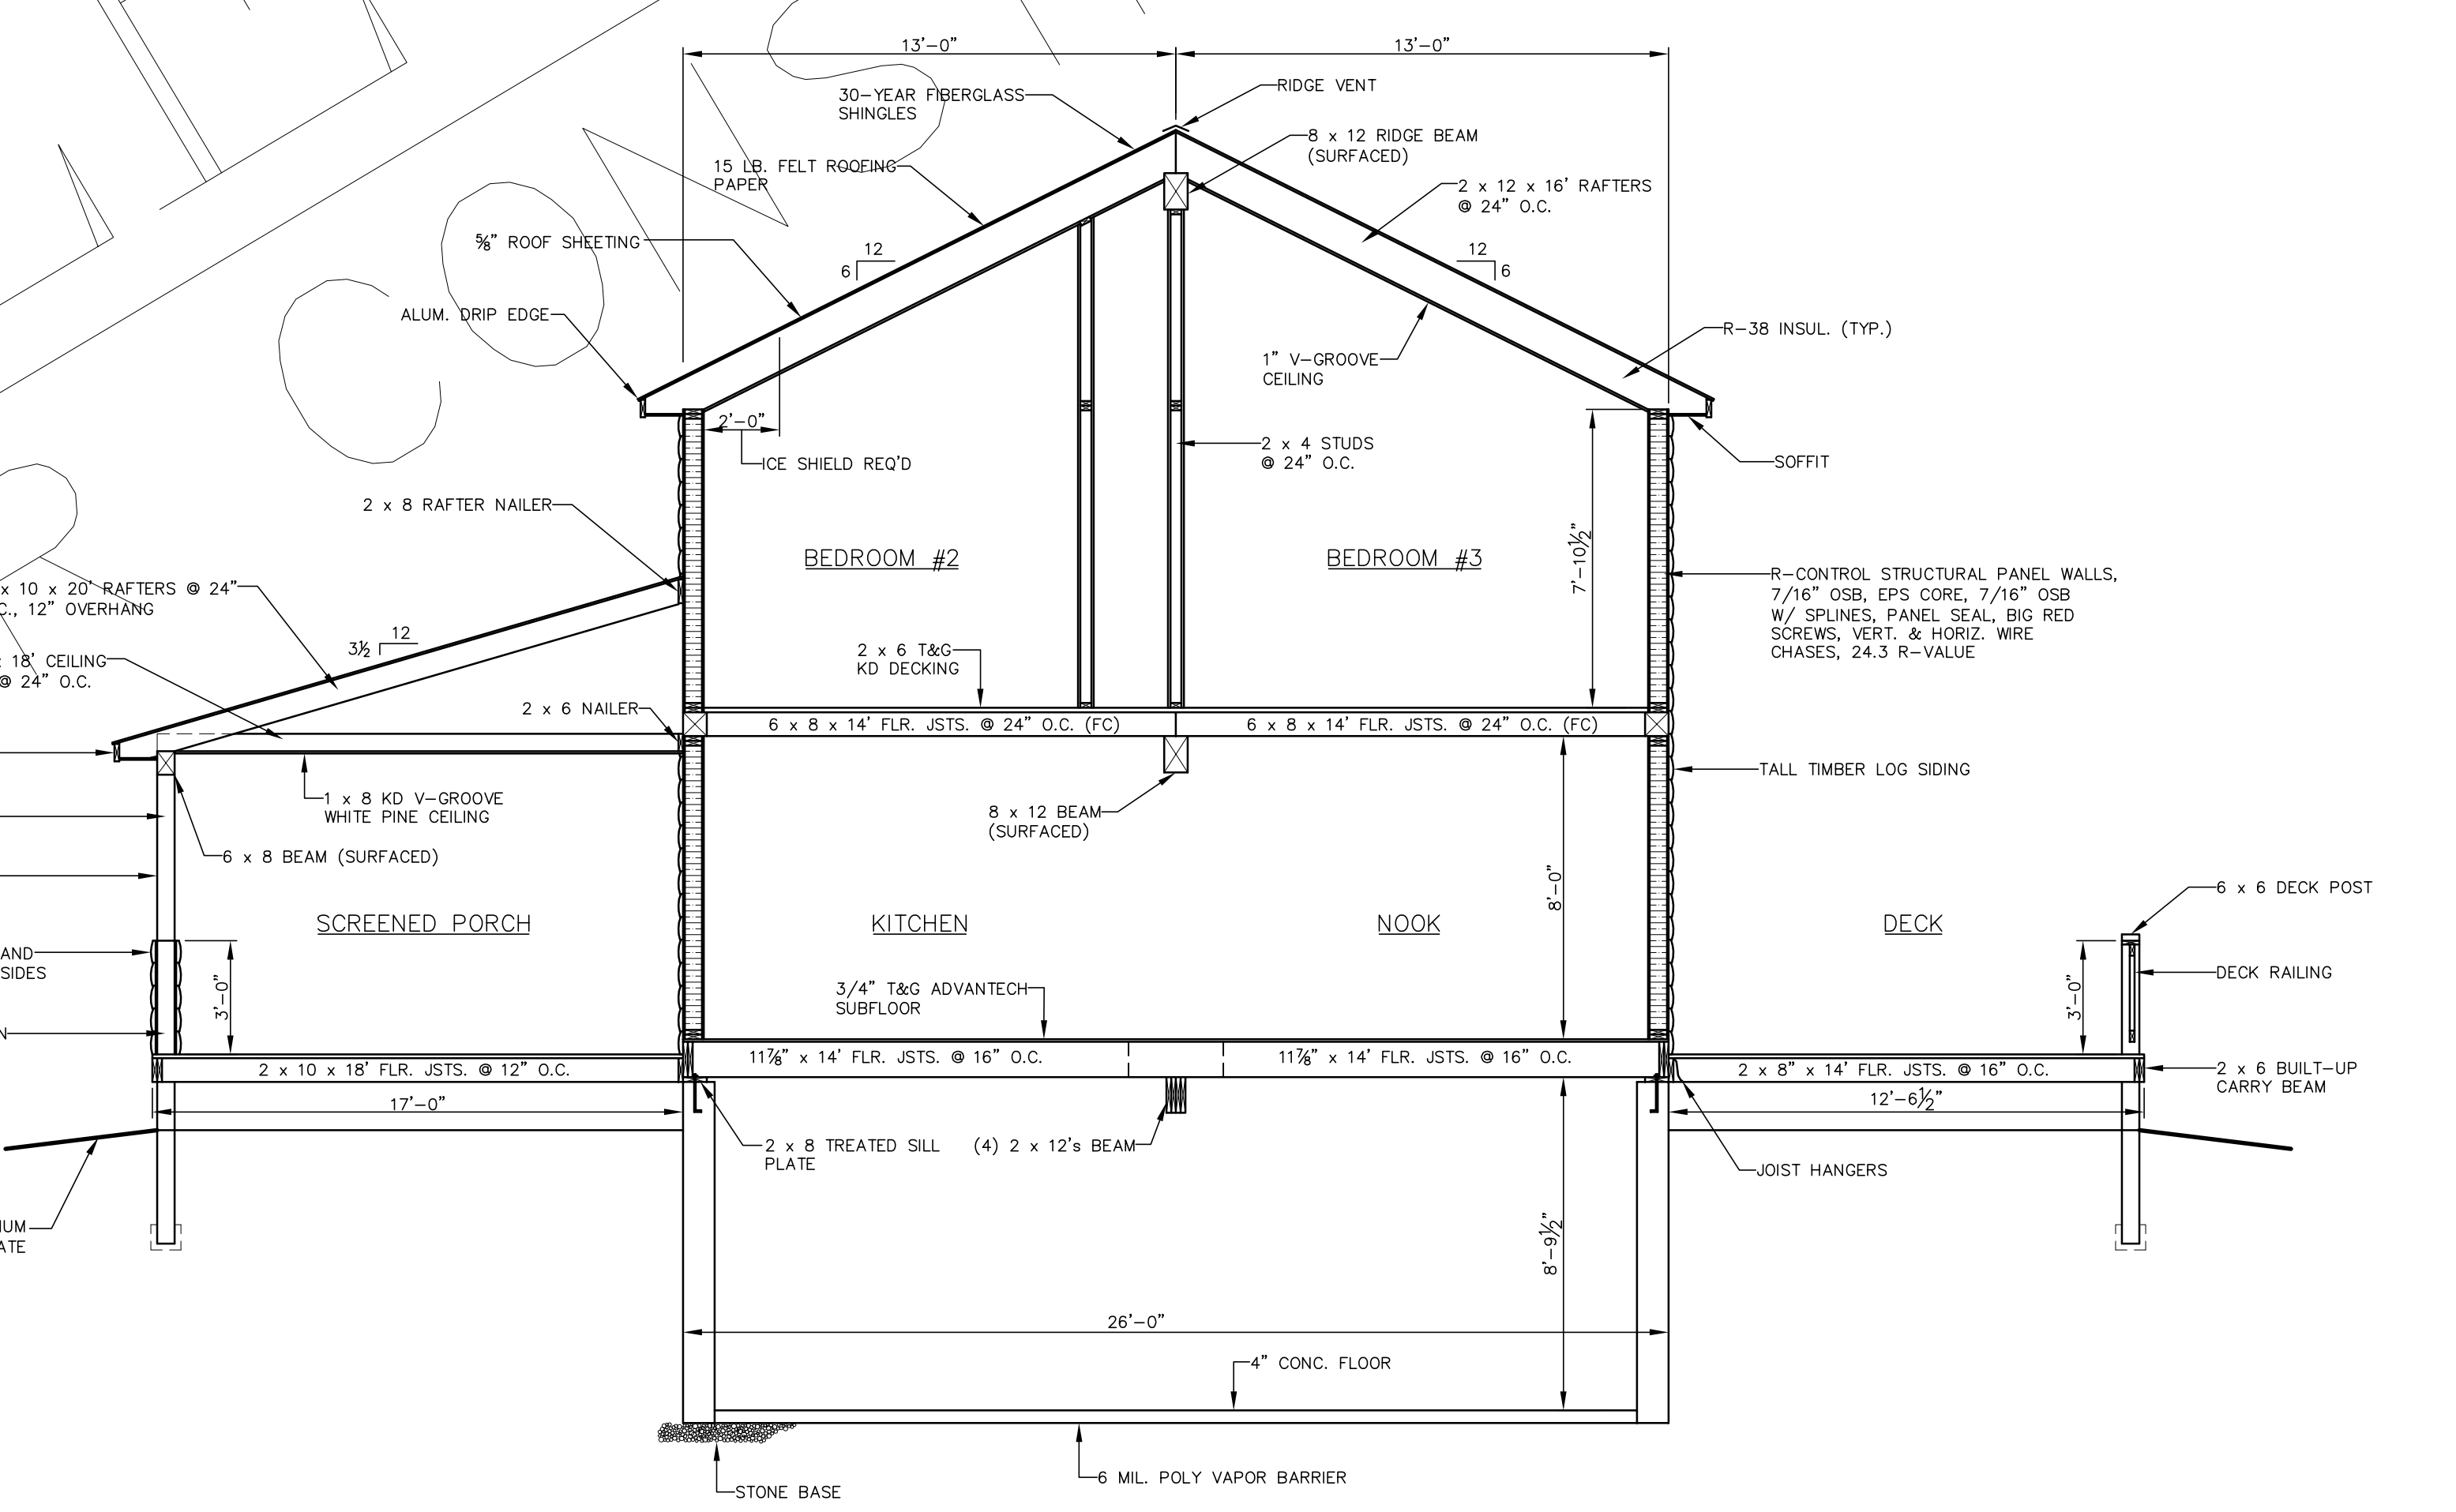 13'-0"
13'-0"
30-YEAR FIBERGLASS
SHINGLES
RIDGE VENT
8 x 12 RIDGE BEAM
(SURFACED)
15 LB. FELT ROOFING
PAPER
2 x 12 x 16' RAFTERS
@ 24" O.C.
⅝" ROOF SHEETING
12
6
12
6
ALUM. DRIP EDGE
R-38 INSUL. (TYP.)
1" V-GROOVE
CEILING
2'-0"
ICE SHIELD REQ'D
2 x 4 STUDS
@ 24" O.C.
SOFFIT
2 x 8 RAFTER NAILER
7'-10½"
BEDROOM #2
BEDROOM #3
x 10 x 20' RAFTERS @ 24"
C., 12" OVERHANG
R-CONTROL STRUCTURAL PANEL WALLS,
7/16" OSB, EPS CORE, 7/16" OSB
W/ SPLINES, PANEL SEAL, BIG RED
SCREWS, VERT. & HORIZ. WIRE
CHASES, 24.3 R-VALUE
12
3½
18' CEILING
@ 24" O.C.
2 x 6 T&G
KD DECKING
2 x 6 NAILER
6 x 8 x 14' FLR. JSTS. @ 24" O.C. (FC)
6 x 8 x 14' FLR. JSTS. @ 24" O.C. (FC)
TALL TIMBER LOG SIDING
1 x 8 KD V-GROOVE
WHITE PINE CEILING
8 x 12 BEAM
(SURFACED)
6 x 8 BEAM (SURFACED)
8'-0"
6 x 6 DECK POST
SCREENED PORCH
KITCHEN
NOOK
DECK
AND
SIDES
3'-0"
3'-0"
DECK RAILING
3/4" T&G ADVANTECH
SUBFLOOR
N
11⅞" x 14' FLR. JSTS. @ 16" O.C.
11⅞" x 14' FLR. JSTS. @ 16" O.C.
2 x 10 x 18' FLR. JSTS. @ 12" O.C.
2 x 8" x 14' FLR. JSTS. @ 16" O.C.
2 x 6 BUILT-UP
CARRY BEAM
17'-0"
12'-6½"
2 x 8 TREATED SILL
PLATE
(4) 2 x 12's BEAM
JOIST HANGERS
IUM
ATE
8'-9½"
26'-0"
4" CONC. FLOOR
6 MIL. POLY VAPOR BARRIER
STONE BASE